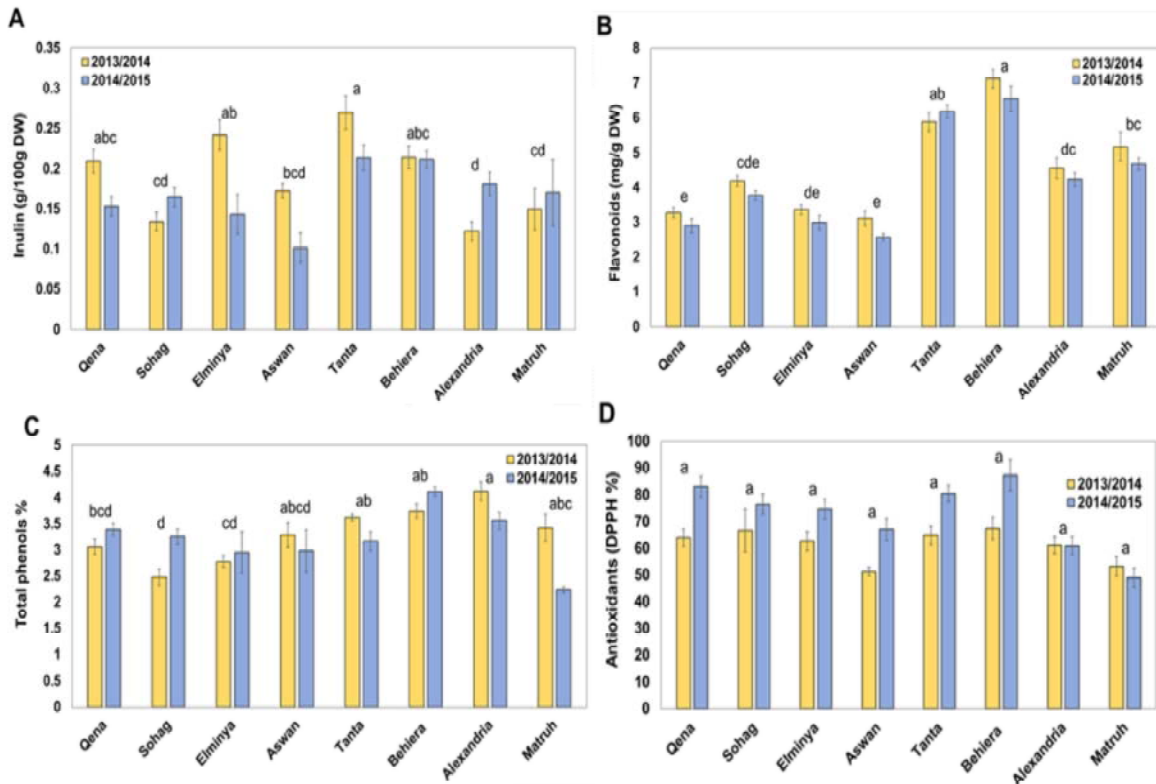 A
0.35
0.3
0.25
0.2
0.15
0.1
0.05
0
Inulin (g/100g DW)
2013/2014
2014/2015
abc
cd
ab
bcd
a
abc
d
cd
Qena
Sohag
Elminya
Aswan
Tanta
Behiera
Alexandria
Matruh
B
8
7
6
5
4
3
2
1
0
Flavonoids (mg/g DW)
2013/2014
2014/2015
e
cde
de
e
ab
a
dc
bc
Qena
Sohag
Elminya
Aswan
Tanta
Behiera
Alexandria
Matruh
C
5
4.5
4
3.5
3
2.5
2
1.5
1
0.5
0
Total phenols %
2013/2014
2014/2015
bcd
d
cd
abcd
ab
ab
a
abc
Qena
Sohag
Elminya
Aswan
Tanta
Behiera
Alexandria
Matruh
D
100
90
80
70
60
50
40
30
20
10
0
Antioxidants (DPPH %)
2013/2014
2014/2015
a
a
a
a
a
a
a
a
Qena
Sohag
Elminya
Aswan
Tanta
Behiera
Alexandria
Matruh